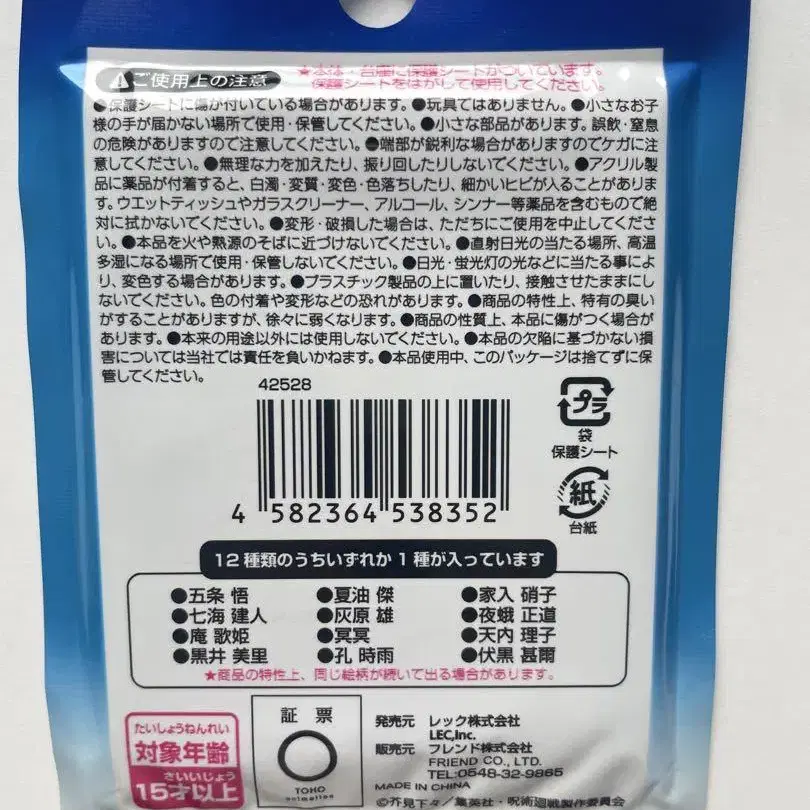 ご使用上の注意
★本体・台座に保護シートがついています。
保護シートをはがして使用してください。
●保護シートに傷が付いている場合があります。●玩具ではありません。●小さなお子
様の手が届かない場所で使用・保管してください。●小さな部品があります。誤飲・窒息
の危険がありますので注意してください。●端部が鋭利な場合がありますのでケガに注
意してください。●無理な力を加えたり、振り回したりしないでください。●アクリル製
品に薬品が付着すると、白濁・変質・変色・色落ちしたり、細かいヒビが入ることがありま
す。ウエットティッシュやガラスクリーナー、アルコール、シンナー等薬品を含むもので絶
対に拭かないでください。●変形・破損した場合は、ただちにご使用を中止してくださ
い。●本品を火や熱源のそばに近づけないでください。●直射日光の当たる場所、高温
多湿になる場所で使用・保管しないでください。●日光・蛍光灯の光などに当たる事によ
り、変色する場合があります。●プラスチック製品の上に置いたり、接触させたままにし
ないでください。色の付着や変形などの恐れがあります。●商品の特性上、特有の臭い
がすることがありますが、徐々に弱くなります。●商品の性質上、本品に傷がつく場合が
あります。●本来の用途以外には使用しないでください。●本品の欠陥に基づかない損
害については当社では責任を負いかねます。●本品使用中、このパッケージは捨てずに保
管してください。
42528
4 582364 538352
プラ
袋
保護シート
紙
台紙
12種類のうちいずれか1種が入っています
●五条 悟 ●夏油 傑 ●家入 硝子
●七海 建人 ●灰原 雄 ●夜蛾 正道
●庵 歌姫 ●冥冥 ●天内 理子
●黒井 美里 ●孔 時雨 ●伏黒 甚爾
★商品の特性上、同じ絵柄が続いて出る場合があります。
たいしょうねんれい
対象年齢
さいいじょう
15才以上
証票
TOHO
animation
発売元 レック株式会社
LEC,Inc.
販売元 フレンド株式会社
FRIEND CO., LTD.
TEL:0548-32-9865
MADE IN CHINA
©芥見下々/集英社・呪術廻戦製作委員会